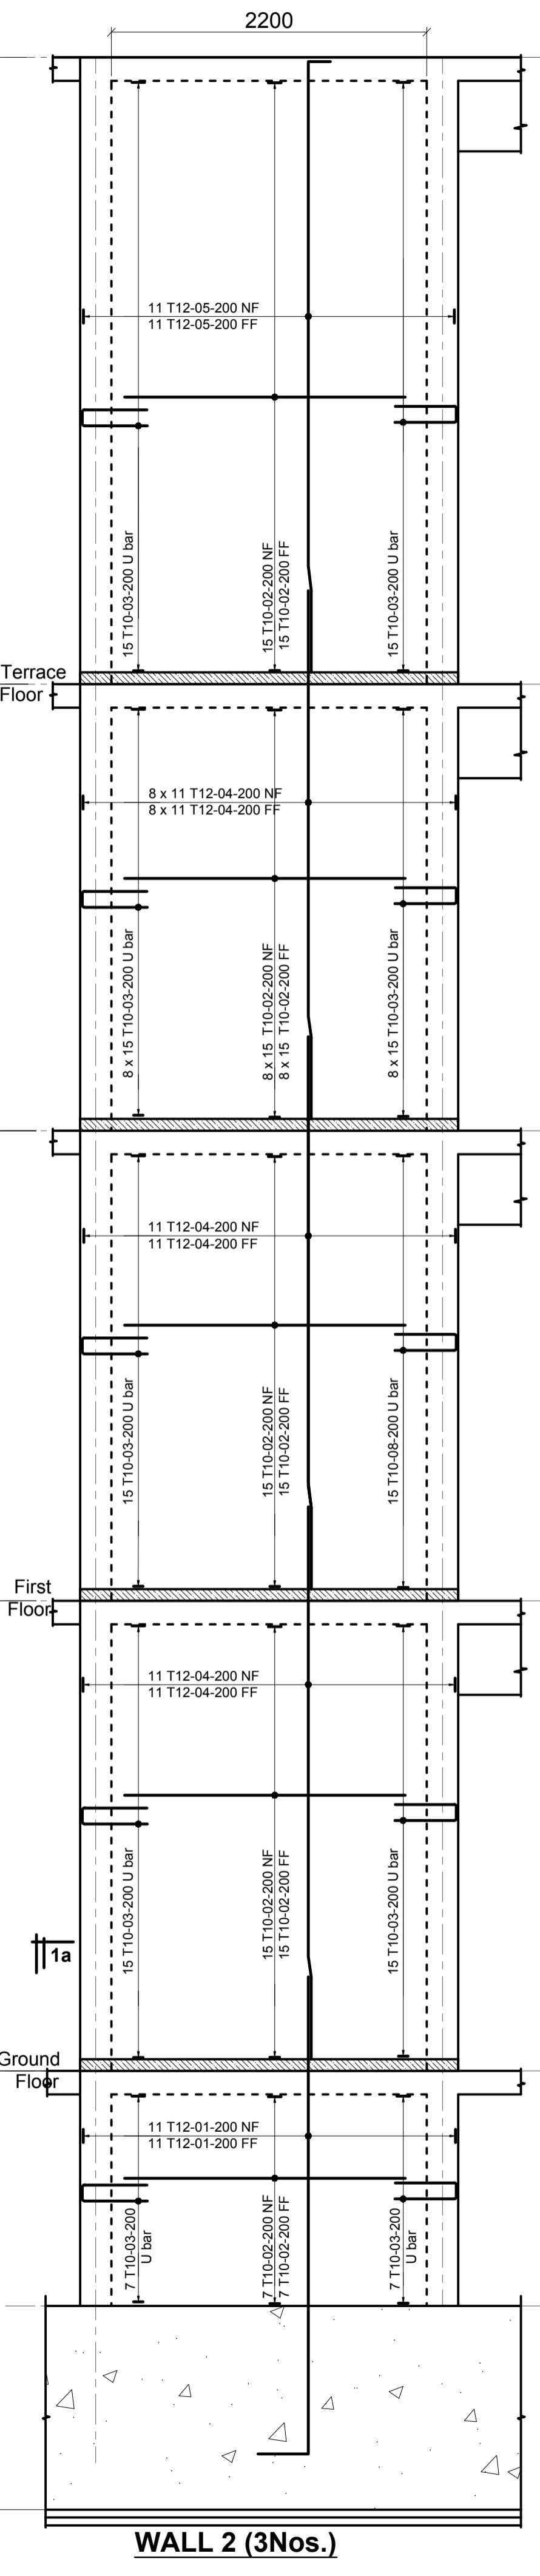 2200
11 T12-05-200 NF
11 T12-05-200 FF
15 T10-03-200 U bar
15 T10-02-200 NF
15 T10-02-200 FF
15 T10-03-200 U bar
Terrace
Floor
8 x 11 T12-04-200 NF
8 x 11 T12-04-200 FF
8 x 15 T10-03-200 U bar
8 x 15 T10-02-200 NF
8 x 15 T10-02-200 FF
8 x 15 T10-03-200 U bar
11 T12-04-200 NF
11 T12-04-200 FF
15 T10-03-200 U bar
15 T10-02-200 NF
15 T10-02-200 FF
15 T10-08-200 U bar
First
Floor
11 T12-04-200 NF
11 T12-04-200 FF
15 T10-03-200 U bar
15 T10-02-200 NF
15 T10-02-200 FF
15 T10-03-200 U bar
1a
Ground
Floor
11 T12-01-200 NF
11 T12-01-200 FF
7 T10-03-200
U bar
7 T10-02-200 NF
7 T10-02-200 FF
7 T10-03-200
U bar
WALL 2 (3Nos.)